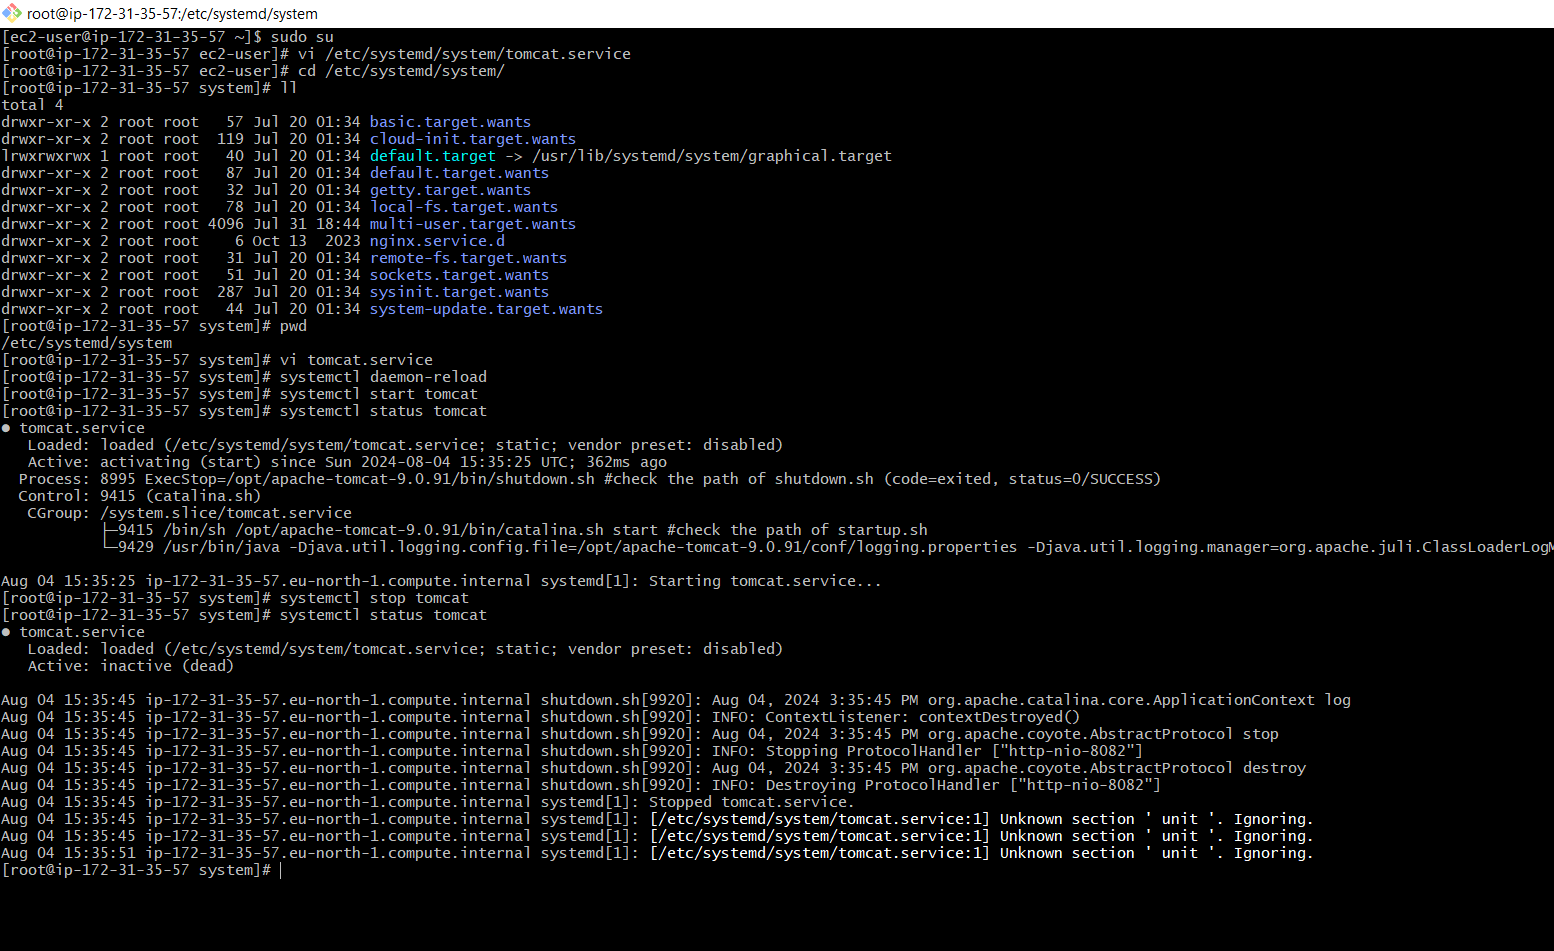 root@ip-172-31-35-57:/etc/systemd/system
[ec2-user@ip-172-31-35-57 ~]$ sudo su
[root@ip-172-31-35-57 ec2-user]# vi /etc/systemd/system/tomcat.service
[root@ip-172-31-35-57 ec2-user]# cd /etc/systemd/system/
[root@ip-172-31-35-57 system]# ll
total 4
drwxr-xr-x 2 root root   57 Jul 20 01:34 basic.target.wants
drwxr-xr-x 2 root root  119 Jul 20 01:34 cloud-init.target.wants
lrwxrwxrwx 1 root root   40 Jul 20 01:34 default.target -> /usr/lib/systemd/system/graphical.target
drwxr-xr-x 2 root root   87 Jul 20 01:34 default.target.wants
drwxr-xr-x 2 root root   32 Jul 20 01:34 getty.target.wants
drwxr-xr-x 2 root root   78 Jul 20 01:34 local-fs.target.wants
drwxr-xr-x 2 root root 4096 Jul 31 18:44 multi-user.target.wants
drwxr-xr-x 2 root root    6 Oct 13  2023 nginx.service.d
drwxr-xr-x 2 root root   31 Jul 20 01:34 remote-fs.target.wants
drwxr-xr-x 2 root root   51 Jul 20 01:34 sockets.target.wants
drwxr-xr-x 2 root root  287 Jul 20 01:34 sysinit.target.wants
drwxr-xr-x 2 root root   44 Jul 20 01:34 system-update.target.wants
[root@ip-172-31-35-57 system]# pwd
/etc/systemd/system
[root@ip-172-31-35-57 system]# vi tomcat.service
[root@ip-172-31-35-57 system]# systemctl daemon-reload
[root@ip-172-31-35-57 system]# systemctl start tomcat
[root@ip-172-31-35-57 system]# systemctl status tomcat
● tomcat.service
   Loaded: loaded (/etc/systemd/system/tomcat.service; static; vendor preset: disabled)
   Active: activating (start) since Sun 2024-08-04 15:35:25 UTC; 362ms ago
  Process: 8995 ExecStop=/opt/apache-tomcat-9.0.91/bin/shutdown.sh #check the path of shutdown.sh (code=exited, status=0/SUCCESS)
  Control: 9415 (catalina.sh)
   CGroup: /system.slice/tomcat.service
           ├─9415 /bin/sh /opt/apache-tomcat-9.0.91/bin/catalina.sh start #check the path of startup.sh
           └─9429 /usr/bin/java -Djava.util.logging.config.file=/opt/apache-tomcat-9.0.91/conf/logging.properties -Djava.util.logging.manager=org.apache.juli.ClassLoaderLogM
Aug 04 15:35:25 ip-172-31-35-57.eu-north-1.compute.internal systemd[1]: Starting tomcat.service...
[root@ip-172-31-35-57 system]# systemctl stop tomcat
[root@ip-172-31-35-57 system]# systemctl status tomcat
● tomcat.service
   Loaded: loaded (/etc/systemd/system/tomcat.service; static; vendor preset: disabled)
   Active: inactive (dead)
Aug 04 15:35:45 ip-172-31-35-57.eu-north-1.compute.internal shutdown.sh[9920]: Aug 04, 2024 3:35:45 PM org.apache.catalina.core.ApplicationContext log
Aug 04 15:35:45 ip-172-31-35-57.eu-north-1.compute.internal shutdown.sh[9920]: INFO: ContextListener: contextDestroyed()
Aug 04 15:35:45 ip-172-31-35-57.eu-north-1.compute.internal shutdown.sh[9920]: Aug 04, 2024 3:35:45 PM org.apache.coyote.AbstractProtocol stop
Aug 04 15:35:45 ip-172-31-35-57.eu-north-1.compute.internal shutdown.sh[9920]: INFO: Stopping ProtocolHandler ["http-nio-8082"]
Aug 04 15:35:45 ip-172-31-35-57.eu-north-1.compute.internal shutdown.sh[9920]: Aug 04, 2024 3:35:45 PM org.apache.coyote.AbstractProtocol destroy
Aug 04 15:35:45 ip-172-31-35-57.eu-north-1.compute.internal shutdown.sh[9920]: INFO: Destroying ProtocolHandler ["http-nio-8082"]
Aug 04 15:35:45 ip-172-31-35-57.eu-north-1.compute.internal systemd[1]: Stopped tomcat.service.
Aug 04 15:35:45 ip-172-31-35-57.eu-north-1.compute.internal systemd[1]: [/etc/systemd/system/tomcat.service:1] Unknown section ' unit '. Ignoring.
Aug 04 15:35:45 ip-172-31-35-57.eu-north-1.compute.internal systemd[1]: [/etc/systemd/system/tomcat.service:1] Unknown section ' unit '. Ignoring.
Aug 04 15:35:51 ip-172-31-35-57.eu-north-1.compute.internal systemd[1]: [/etc/systemd/system/tomcat.service:1] Unknown section ' unit '. Ignoring.
[root@ip-172-31-35-57 system]#